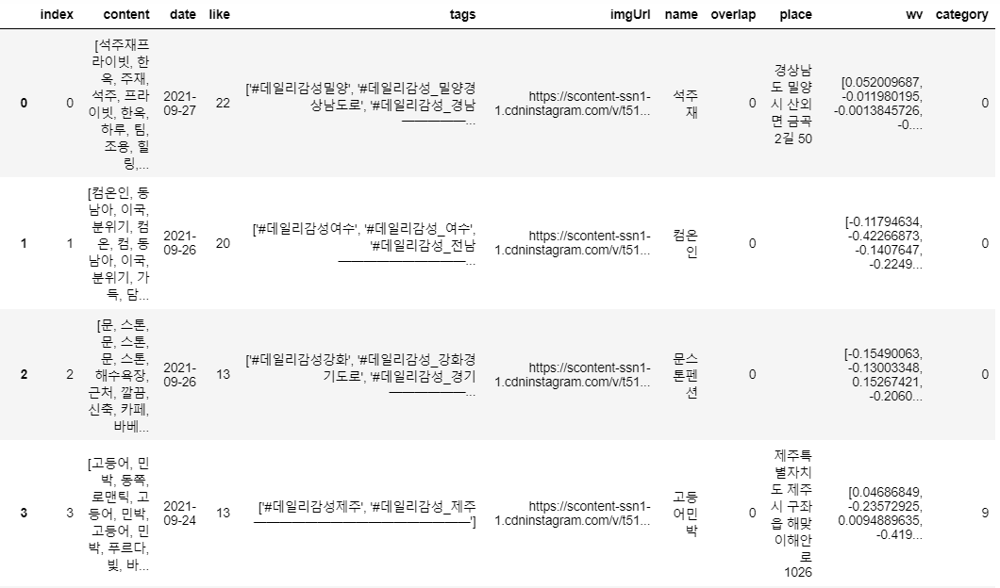 index content date like tags imgUrl name overlap place wv category
0
0
[석주재프
라이빗, 한
옥, 주재,
석주, 프라
이빗, 한옥,
하루, 팀,
조용, 힐
링,...
2021-
09-27
22
['#데일리감성밀양', '#데일리감성_밀양경
상남도로', '#데일리감성_경남
──────...
https://scontent-ssn1-
1.cdninstagram.com/v/t51...
석주
재
0
경상남
도 밀양
시 산외
면 금곡
2길 50
[0.052009687,
-0.011980195,
-0.0013845726,
-0....
0
1
1
[컴온인, 동
남아, 이국,
분위기, 컴
온, 컴, 동
남아, 이국,
분위기, 가
득, 담...
2021-
09-26
20
['#데일리감성여수', '#데일리감성_여수',
'#데일리감성_전남
────────────...
https://scontent-ssn1-
1.cdninstagram.com/v/t51...
컴온
인
0
[-0.11794634,
-0.42266873,
-0.1407647,
-0.2249...
0
2
2
[문, 스톤,
문, 스톤,
문, 스톤,
해수욕장,
근처, 깔끔,
신축, 카페,
바베...
2021-
09-26
13
['#데일리감성강화', '#데일리감성_강화경
기도로', '#데일리감성_경기
───────...
https://scontent-ssn1-
1.cdninstagram.com/v/t51...
문스
톤펜
션
0
[-0.15490063,
-0.13003348,
0.15267421,
-0.2060...
0
3
3
[고등어, 민
박, 동쪽,
로맨틱, 고
등어, 민박,
고등어, 민
박, 푸르다,
빛, 바...
2021-
09-24
13
['#데일리감성제주', '#데일리감성_제주
────────────────────']
https://scontent-ssn1-
1.cdninstagram.com/v/t51...
고등
어민
박
0
제주특
별자치
도 제주
시 구좌
읍 해맞
이해안
로
1026
[0.04686849,
-0.23572925,
0.0094889635,
-0.419...
9